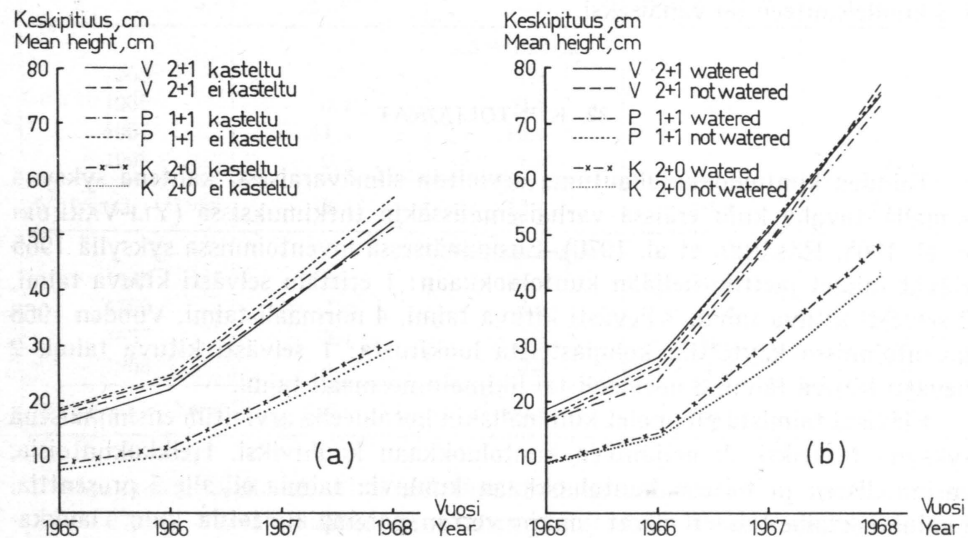 Keskipituus, cm
Mean height, cm
80
70
60
50
40
30
20
10
V 2+1 kasteltu
V 2+1 ei kasteltu
P 1+1 kasteltu
P 1+1 ei kasteltu
K 2+0 kasteltu
K 2+0 ei kasteltu
(a)
1965 1966 1967 1968
Vuosi
Year
Keskipituus, cm
Mean height, cm
80
70
60
50
40
30
20
10
V 2+1 watered
V 2+1 not watered
P 1+1 watered
P 1+1 not watered
K 2+0 watered
K 2+0 not watered
(b)
1965 1966 1967 1968
Vuosi
Year